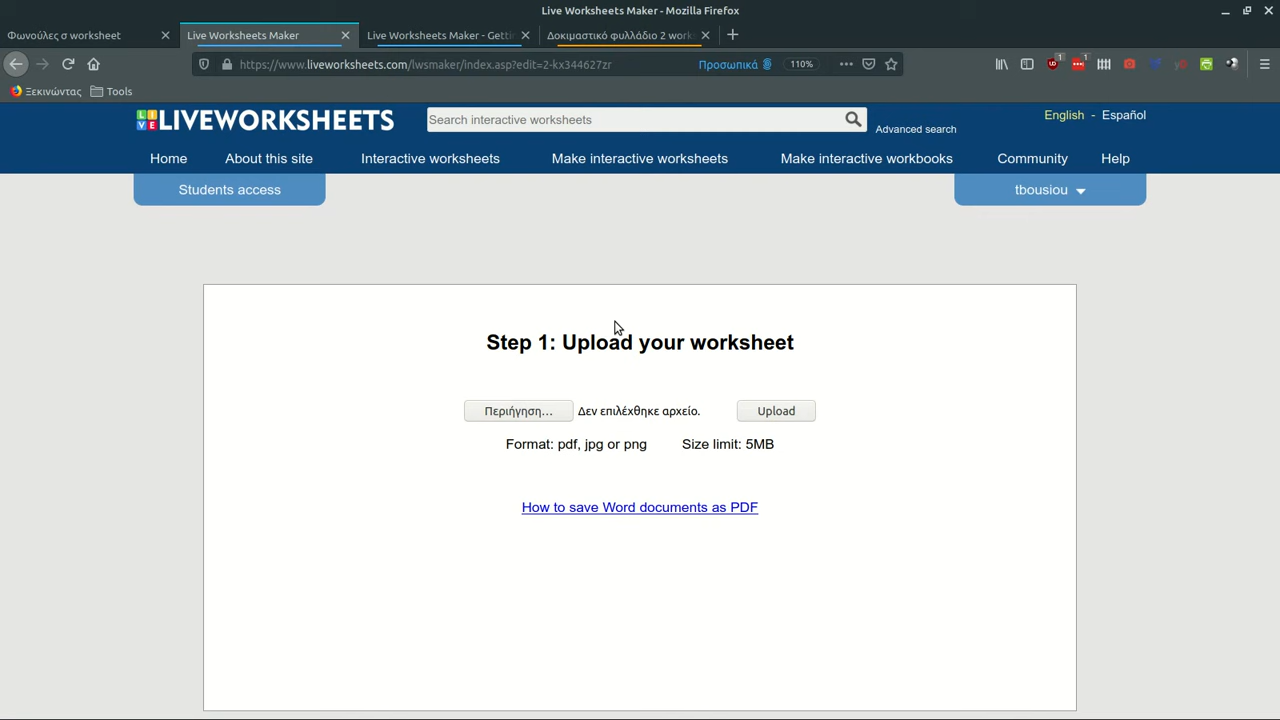 Live Worksheets Maker - Mozilla Firefox
Φωνούλες σ worksheet
Live Worksheets Maker
Live Worksheets Maker - Getti
Δοκιμαστικό φυλλάδιο 2 work
https://www.liveworksheets.com/lwsmaker/index.asp?edit=2-kx344627zr
Προσωπικά
110%
Ξεκινώντας
Tools
LIVEWORKSHEETS
Search interactive worksheets
Advanced search
English - Español
Home
About this site
Interactive worksheets
Make interactive worksheets
Make interactive workbooks
Community
Help
Students access
tbousiou
Step 1: Upload your worksheet
Περιήγηση...
Δεν επιλέχθηκε αρχείο.
Upload
Format: pdf, jpg or png
Size limit: 5MB
How to save Word documents as PDF